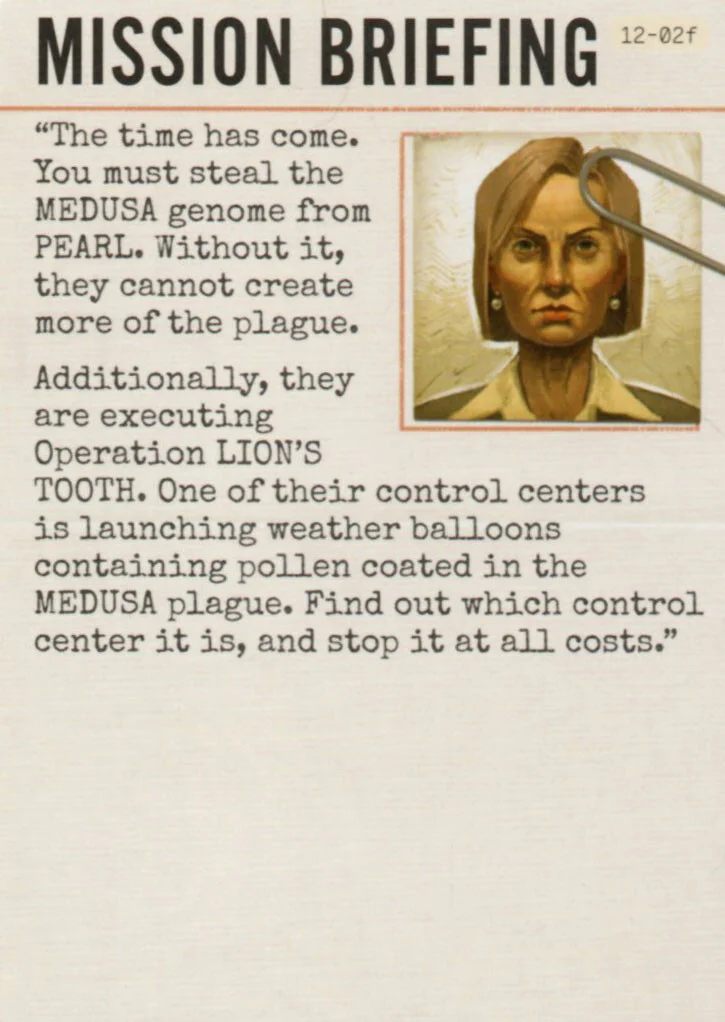 MISSION BRIEFING
12-02f
“The time has come.
You must steal the
MEDUSA genome from
PEARL. Without it,
they cannot create
more of the plague.
Additionally, they
are executing
Operation LION’S
TOOTH. One of their control centers
is launching weather balloons
containing pollen coated in the
MEDUSA plague. Find out which control
center it is, and stop it at all costs.”